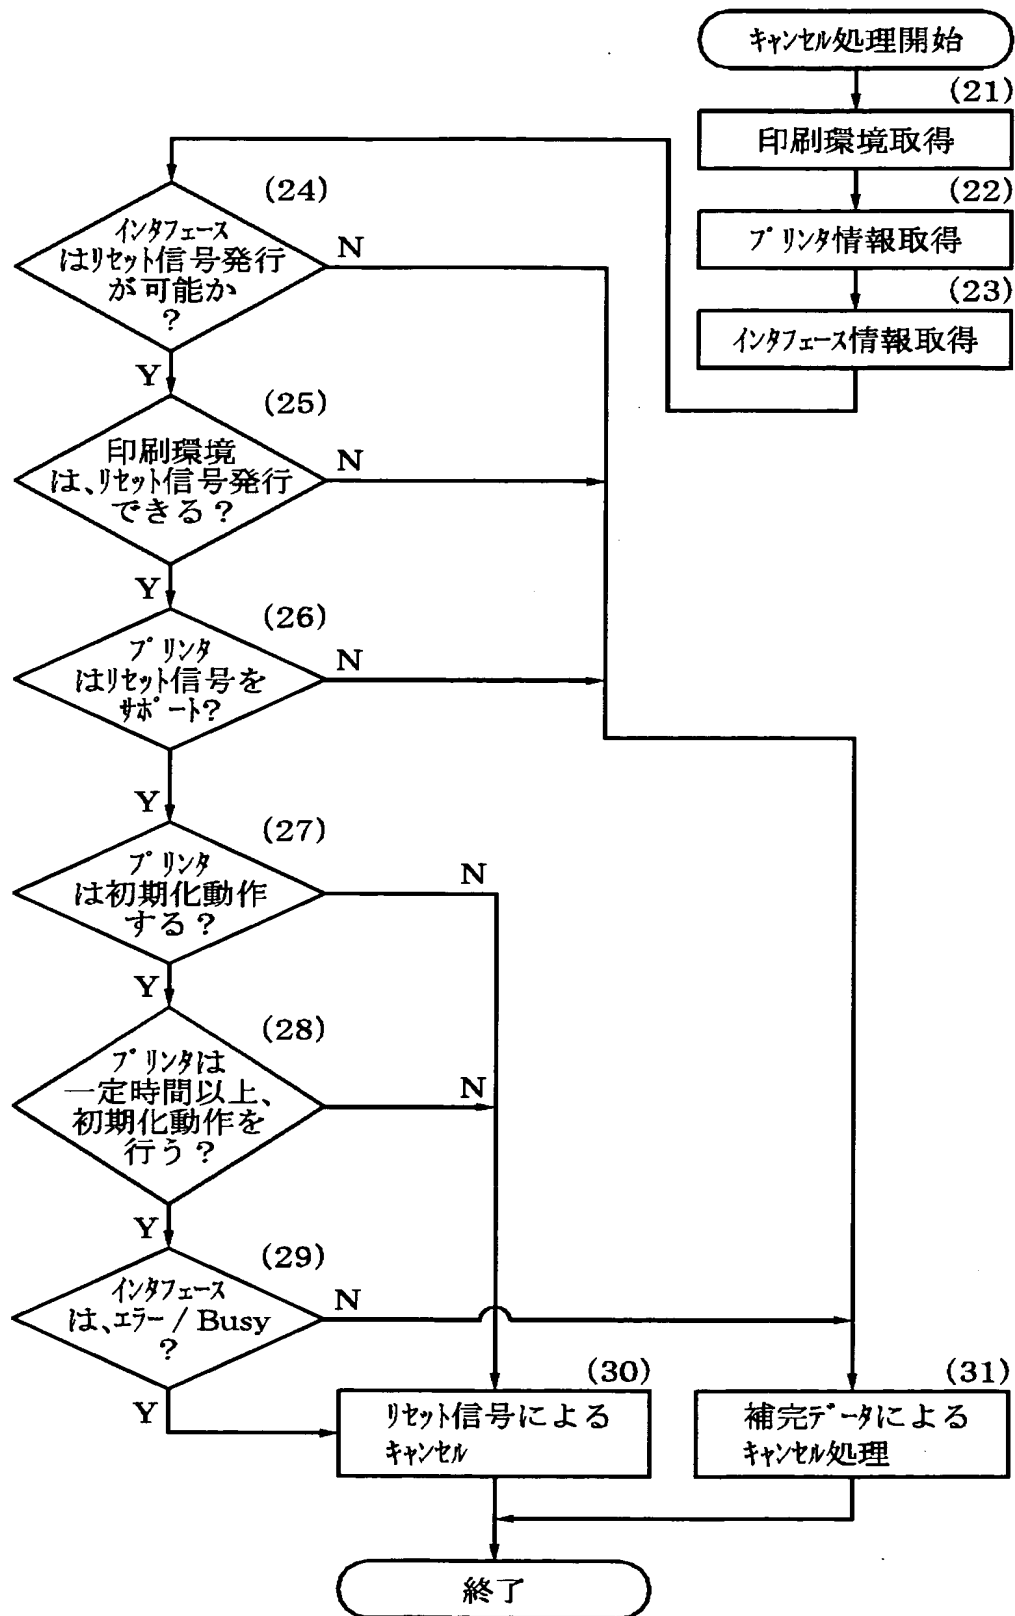 キャンセル処理開始
(21)
印刷環境取得
(22)
プリンタ情報取得
(23)
インタフェース情報取得
(24)
インタフェース
はリセット信号発行
が可能か
?
N
Y
(25)
印刷環境
は、リセット信号発行
できる?
N
Y
(26)
プリンタ
はリセット信号を
サポート?
N
Y
(27)
プリンタ
は初期化動作
する?
N
Y
(28)
プリンタは
一定時間以上、
初期化動作を
行う?
N
Y
(29)
インタフェース
は、エラー / Busy
?
N
Y
(30)
リセット信号による
キャンセル
(31)
補完データによる
キャンセル処理
終了